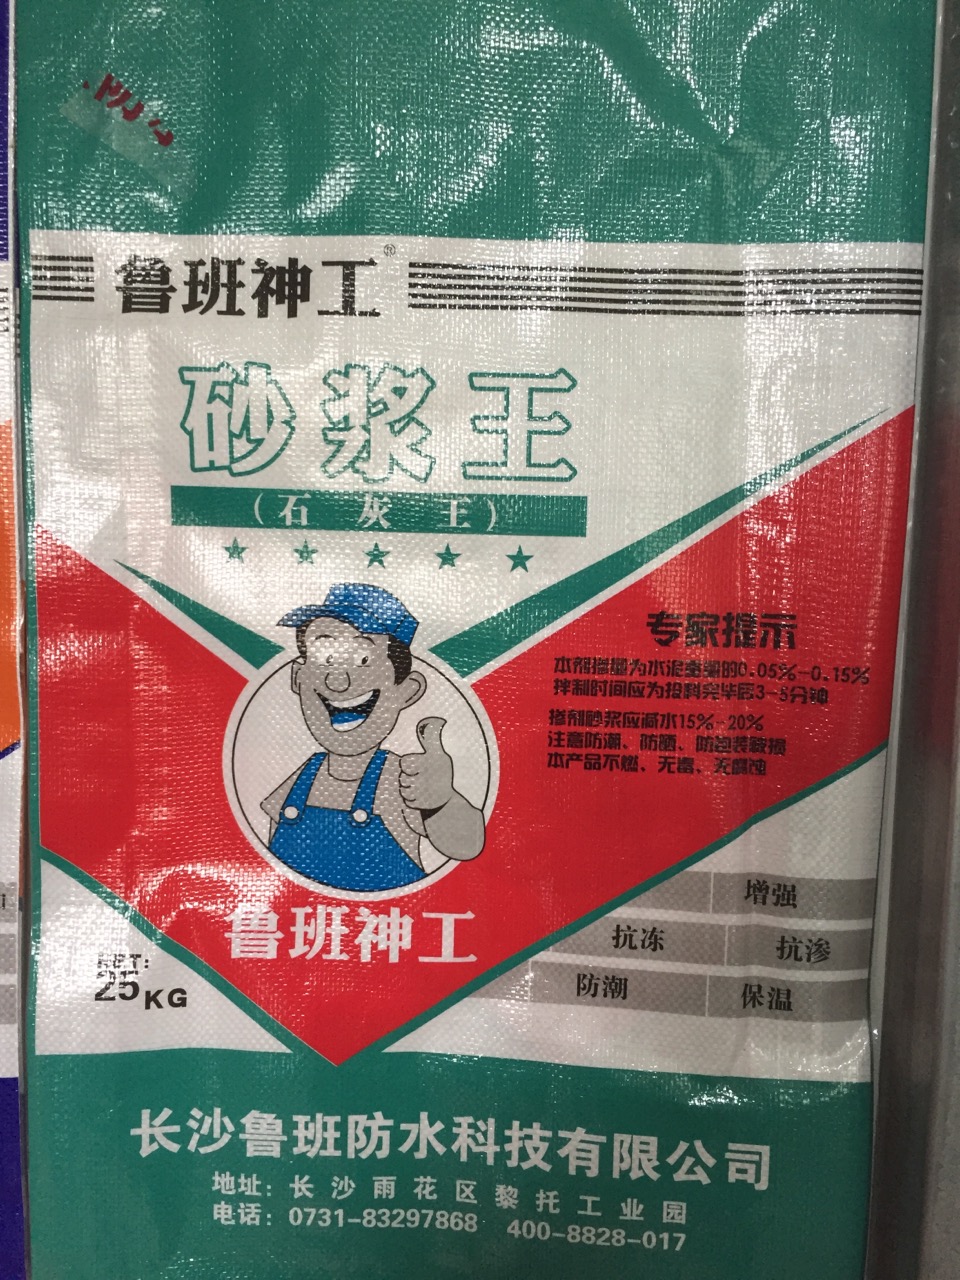 鲁班神工®
砂浆王
（石灰王）
专家提示
本剂掺量为水泥重量的0.05%-0.15%
拌制时间应为投料完毕后3-5分钟
掺剂砂浆应减水15%-20%
注意防潮、防晒、防包装破损
本产品不燃、无毒、无腐蚀
鲁班神工
增强
抗冻 抗渗
防潮 保温
NET:
25KG
长沙鲁班防水科技有限公司
地址：长沙雨花区黎托工业园
电话：0731-83297868 400-8828-017